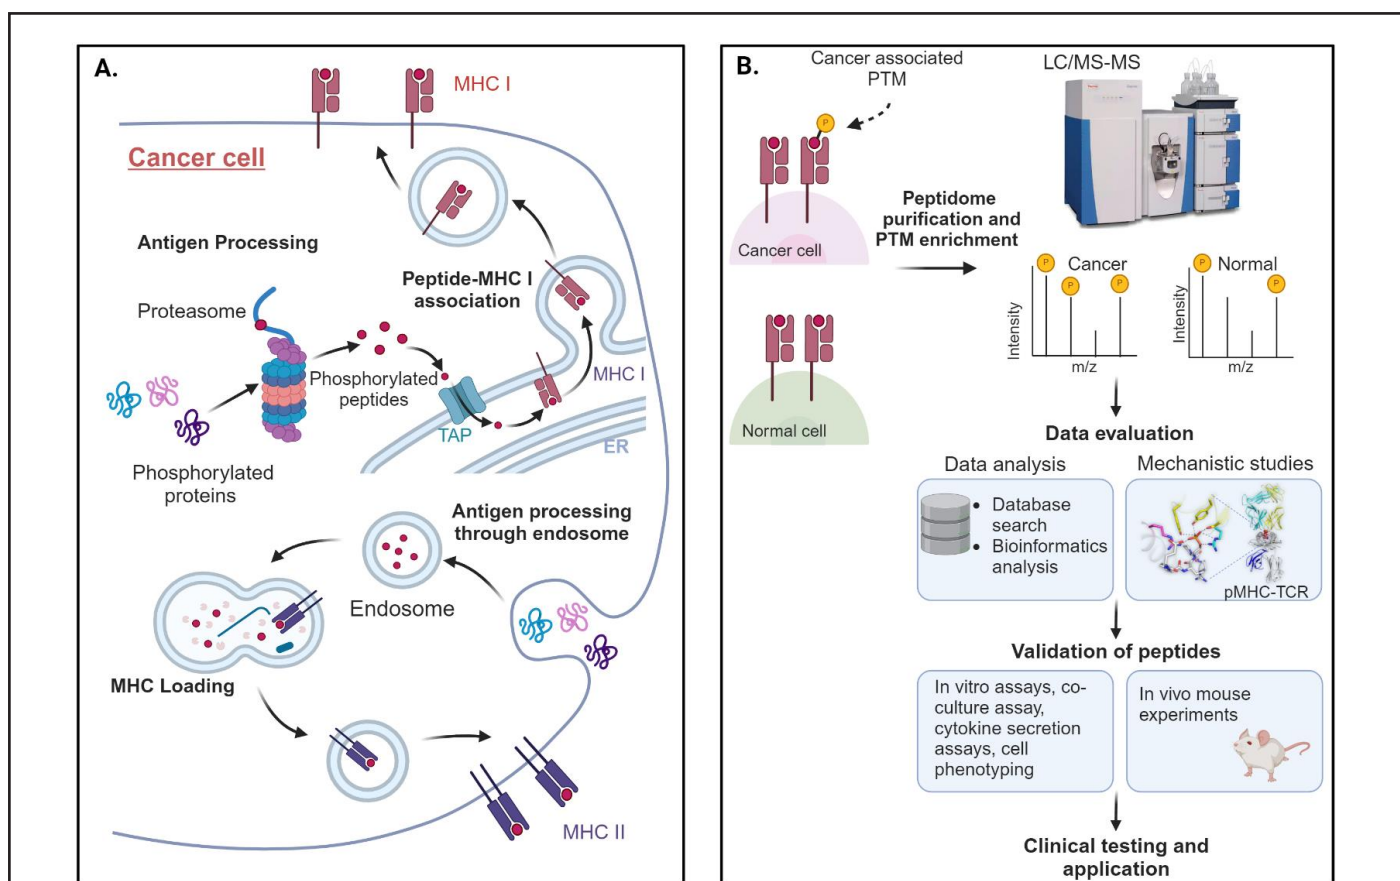 A.
MHC I
Cancer cell
Antigen Processing
Proteasome
Peptide-MHC I
association
Phosphorylated
peptides
MHC I
TAP
ER
Phosphorylated
proteins
Antigen processing
through endosome
Endosome
MHC Loading
MHC II
B.
Cancer associated
PTM
P
Cancer cell
Normal cell
Peptidome
purification and
PTM enrichment
LC/MS-MS
P
P
P
Cancer
Intensity
m/z
P
P
Normal
Intensity
m/z
Data evaluation
Data analysis
• Database
search
• Bioinformatics
analysis
Mechanistic studies
pMHC-TCR
Validation of peptides
In vitro assays, co-
culture assay,
cytokine secretion
assays, cell
phenotyping
In vivo mouse
experiments
Clinical testing and
application